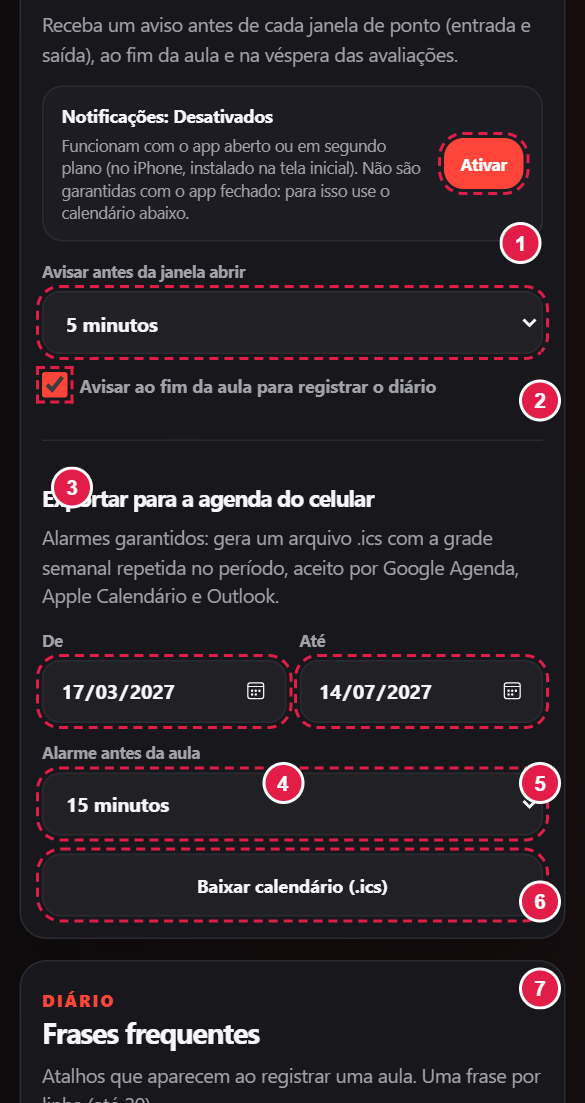 Receba um aviso antes de cada janela de ponto (entrada e
saída), ao fim da aula e na véspera das avaliações.
Notificações: Desativados
Funcionam com o app aberto ou em segundo
plano (no iPhone, instalado na tela inicial). Não são
garantidas com o app fechado: para isso use o
calendário abaixo.
Ativar
1
Avisar antes da janela abrir
5 minutos
Avisar ao fim da aula para registrar o diário
2
3
Exportar para a agenda do celular
Alarmes garantidos: gera um arquivo .ics com a grade
semanal repetida no período, aceito por Google Agenda,
Apple Calendário e Outlook.
De
Até
17/03/2027
14/07/2027
Alarme antes da aula
4
5
15 minutos
Baixar calendário (.ics)
6
7
DIÁRIO
Frases frequentes
Atalhos que aparecem ao registrar uma aula. Uma frase por
linha (até 20)